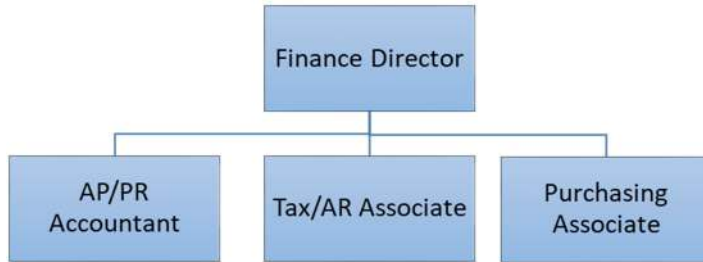 Finance Director
AP/PR
Accountant
Tax/AR Associate
Purchasing
Associate